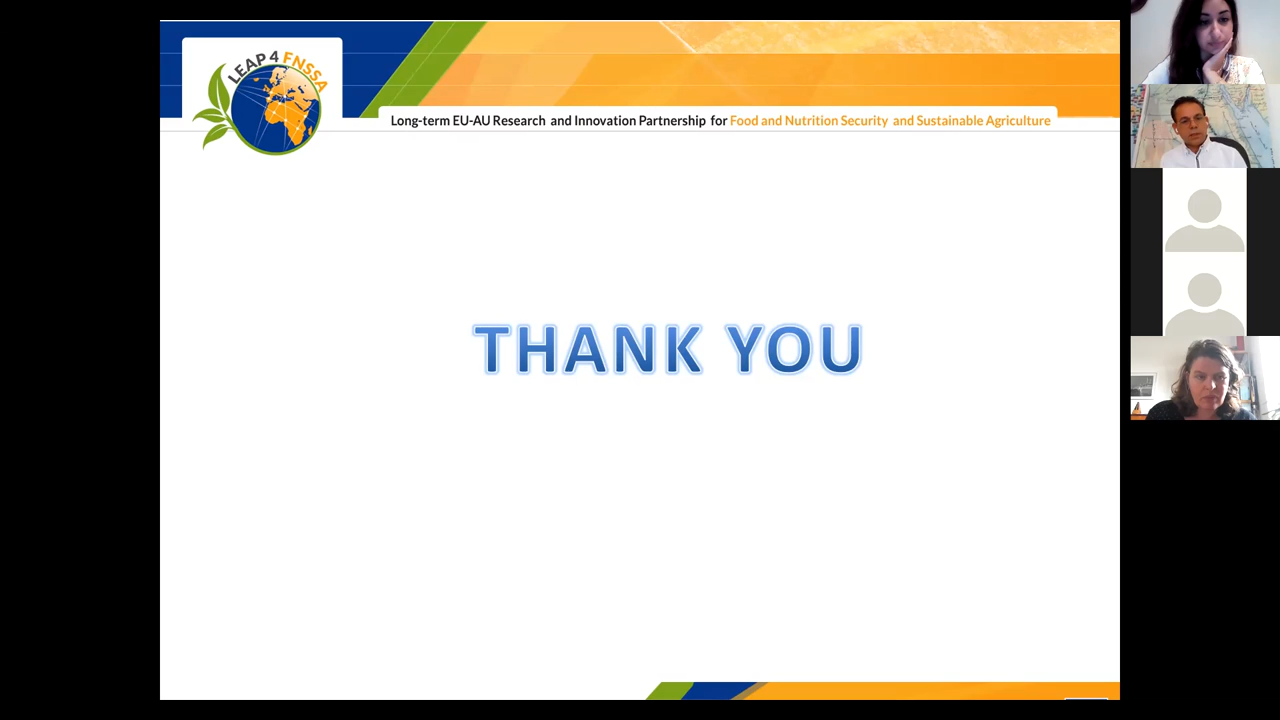 LEAP 4 FNSSA
Long-term EU-AU Research and Innovation Partnership for Food and Nutrition Security and Sustainable Agriculture
THANK YOU